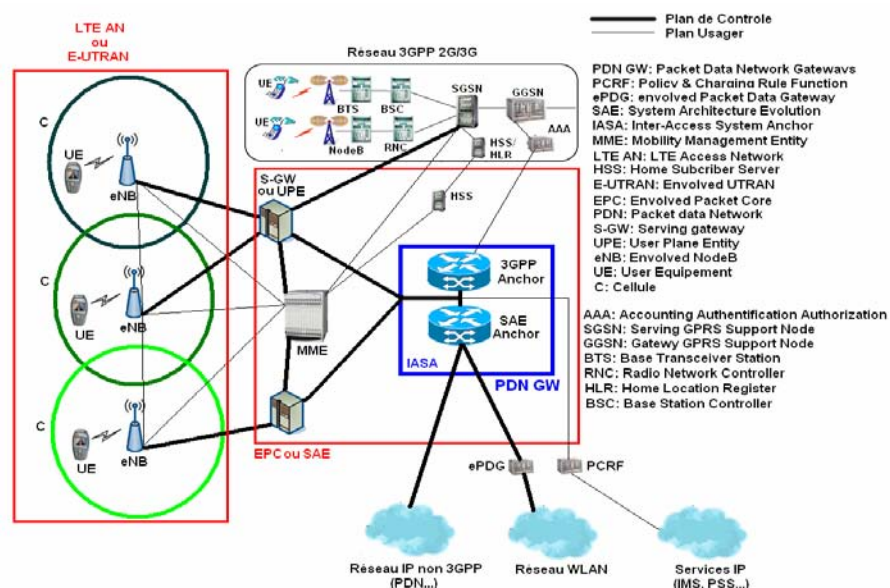 LTE AN
ou
E-UTRAN
Plan de Controle
Plan Usager
Réseau 3GPP 2G/3G
UE
BTS
BSC
SGSN
GGSN
UE
NodeB
RNC
HSS/
HLR
AAA
PDN GW: Packet Data Network Gateways
PCRF: Policy & Charging Rule Function
ePDG: envolved Packet Data Gateway
SAE: System Architecture Evolution
IASA: Inter-Access System Anchor
MME: Mobility Management Entity
LTE AN: LTE Access Network
HSS: Home Subcriber Server
E-UTRAN: Envolved UTRAN
EPC: Envolved Packet Core
PDN: Packet data Network
S-GW: Serving gateway
UPE: User Plane Entity
eNB: Envolved NodeB
UE: User Equipement
C: Cellule
AAA: Accounting Authentification Authorization
SGSN: Serving GPRS Support Node
GGSN: Gatewy GPRS Support Node
BTS: Base Transceiver Station
RNC: Radio Network Controller
HLR: Home Location Register
BSC: Base Station Controller
C
UE
eNB
S-GW
ou UPE
HSS
C
UE
eNB
MME
3GPP
Anchor
SAE
Anchor
IASA
PDN GW
C
UE
eNB
EPC ou SAE
ePDG
PCRF
Réseau IP non 3GPP
(PDN...)
Réseau WLAN
Services IP
(IMS, PSS...)